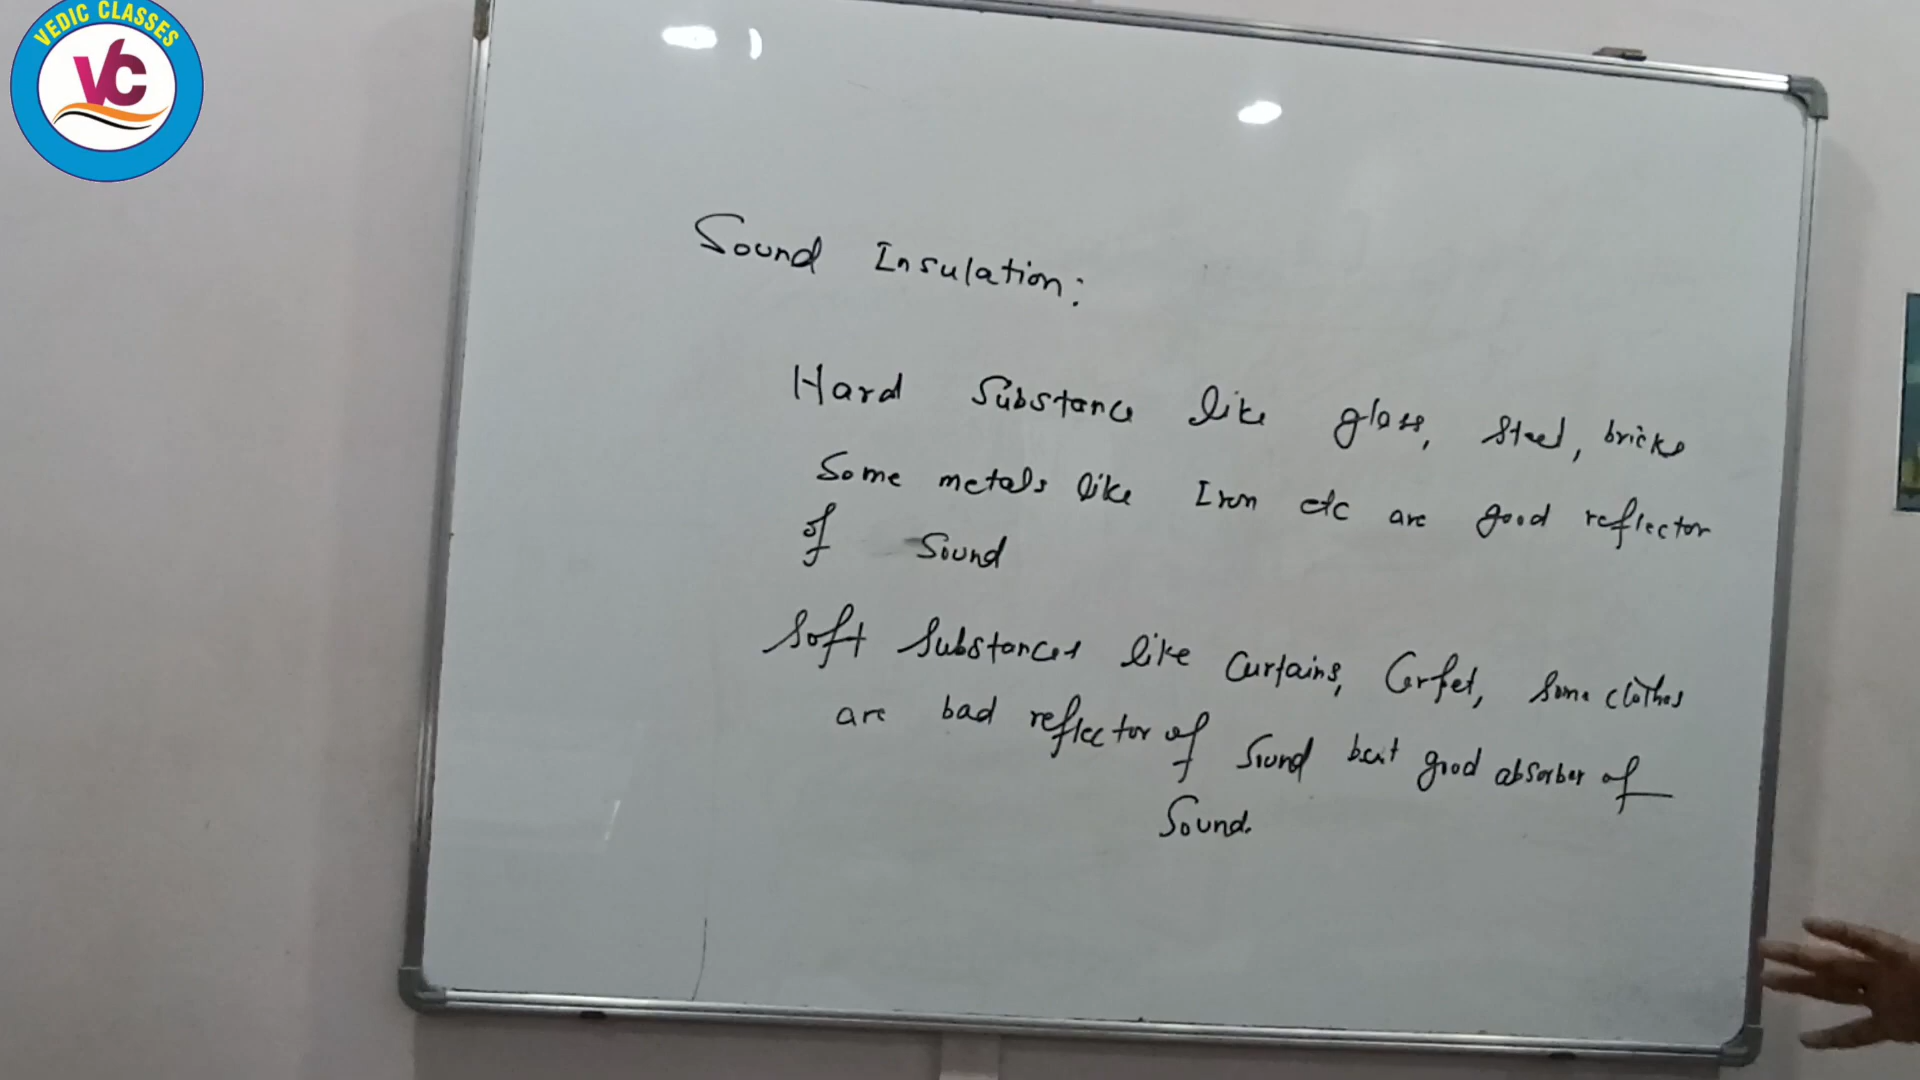 VEDIC CLASSES
VC
Sound Insulation:
Hard Substance like glass, steel, bricks
Some metals like Iron etc are good reflector
of Sound
Soft Substances like Curtains, Carpet, Some clothes
are bad reflector of Sound but good absorber of
Sound.